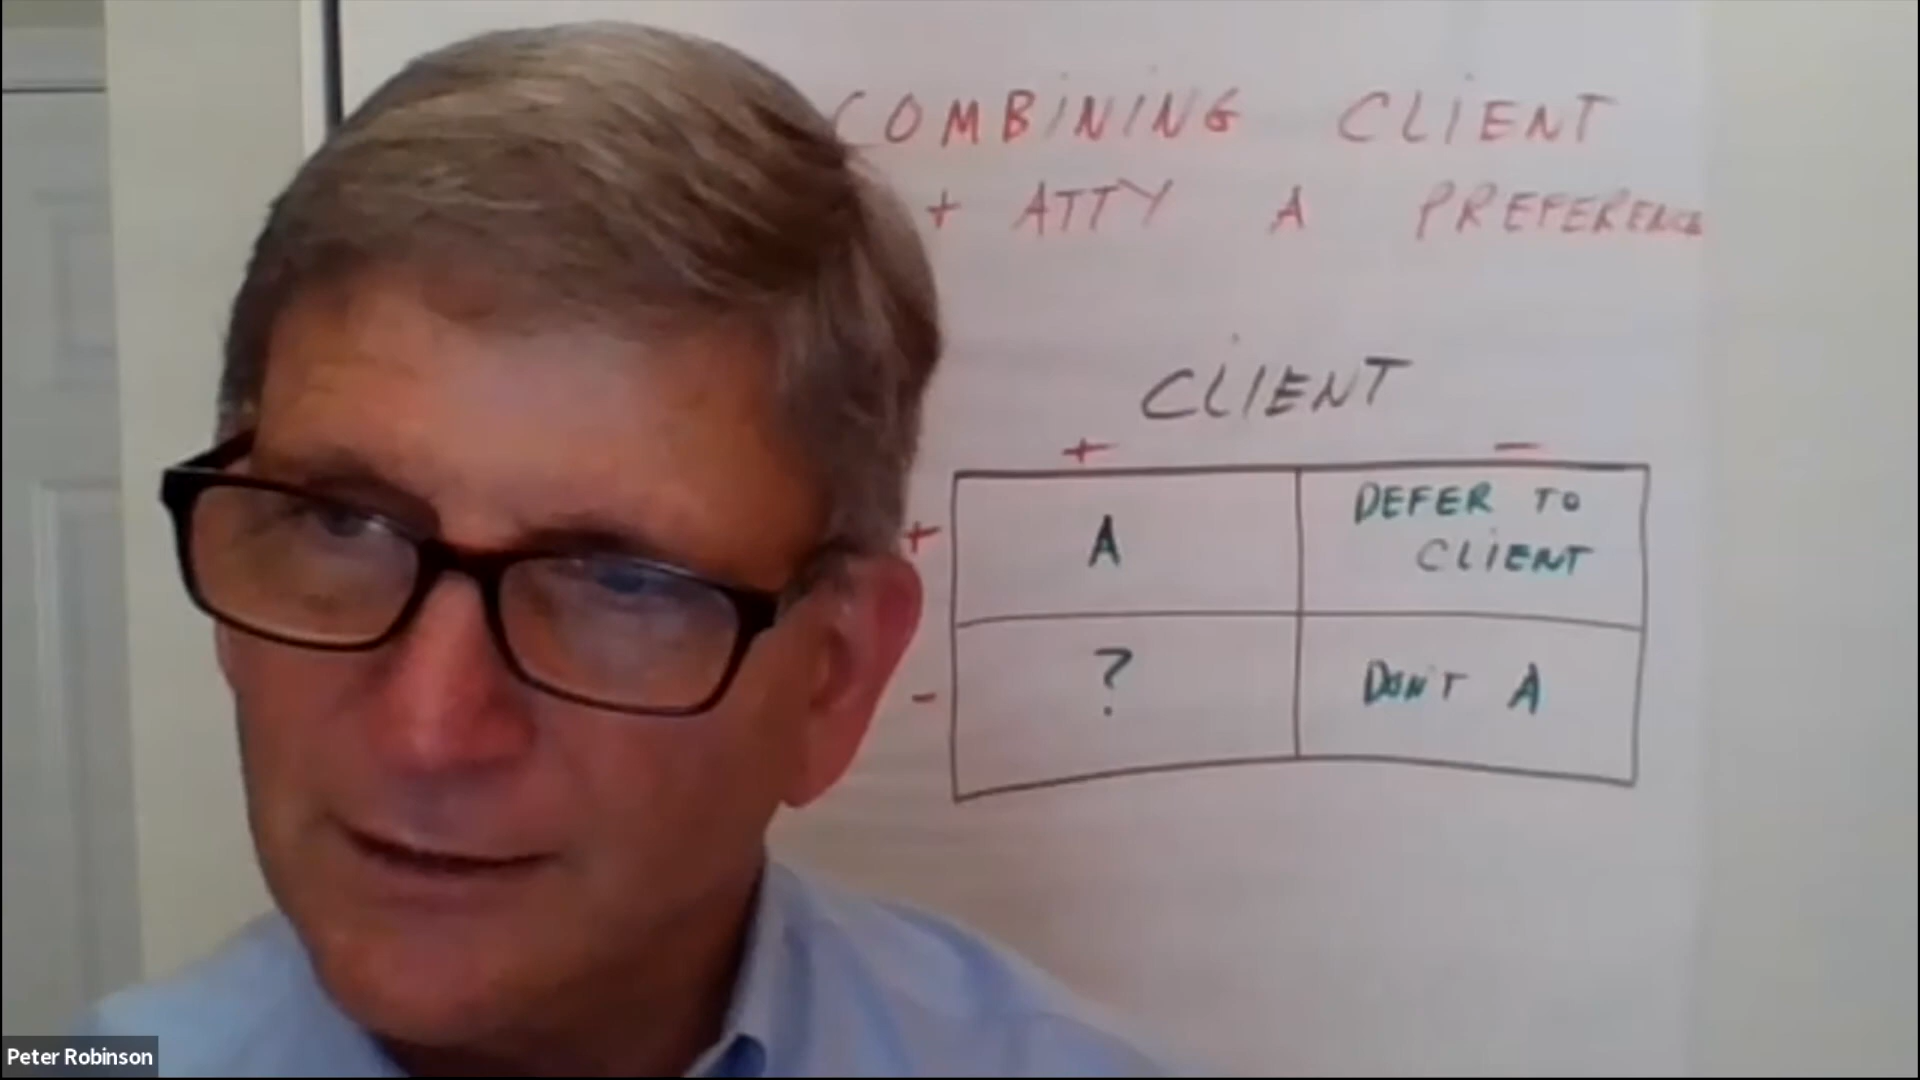 COMBINING CLIENT
+ ATTY A PREFERENCE
CLIENT
+ -
+ A DEFER TO
CLIENT
- ? DON'T A
Peter Robinson